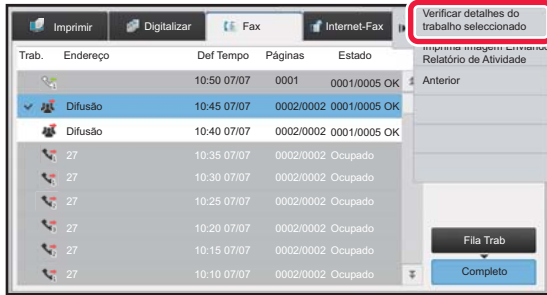 Imprimir Digitalizar Fax Internet-Fax
Verificar detalhes do
trabalho seleccionado
Trab. Endereço Def Tempo Páginas Estado
Imprima Imagem Enviando
Relatório de Atividade
10:50 07/07 0001 0001/0005 OK
Anterior
Difusão 10:45 07/07 0002/0002 0001/0005 OK
Difusão 10:40 07/07 0002/0002 0001/0005 OK
27 10:35 07/07 0002/0002 Ocupado
27 10:30 07/07 0002/0002 Ocupado
27 10:25 07/07 0002/0002 Ocupado
27 10:20 07/07 0002/0002 Ocupado
27 10:15 07/07 0002/0002 Ocupado
27 10:10 07/07 0002/0002 Ocupado
Fila Trab
Completo